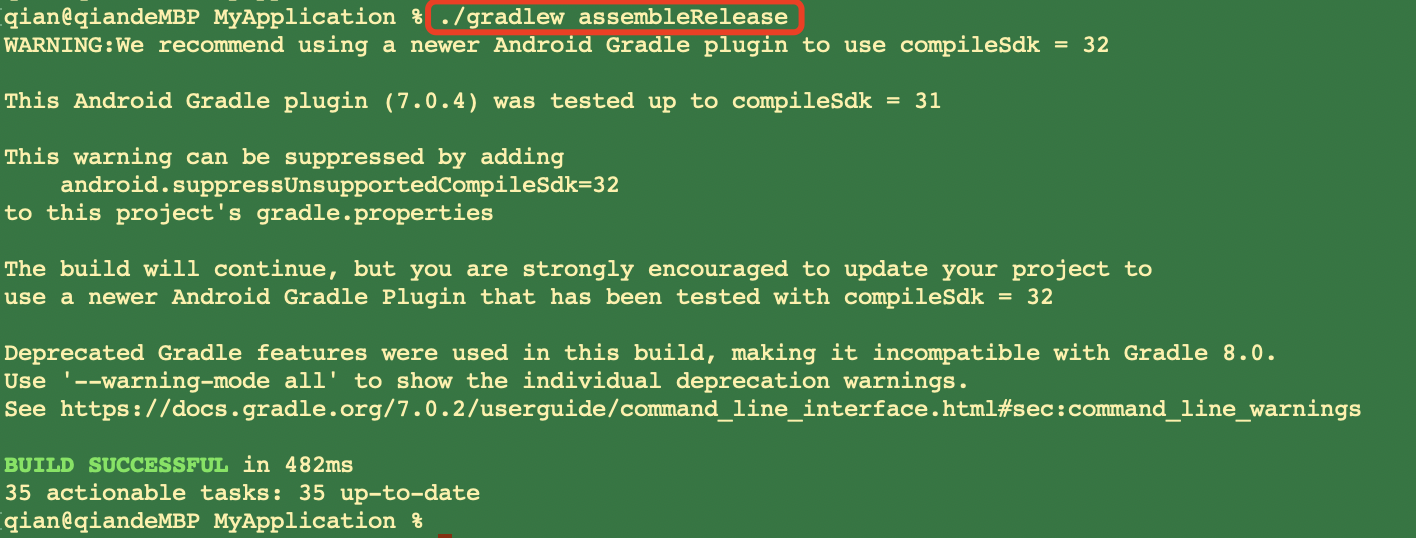 qian@qiandeMBP MyApplication % ./gradlew assembleRelease
WARNING:We recommend using a newer Android Gradle plugin to use compileSdk = 32
This Android Gradle plugin (7.0.4) was tested up to compileSdk = 31
This warning can be suppressed by adding
android.suppressUnsupportedCompileSdk=32
to this project's gradle.properties
The build will continue, but you are strongly encouraged to update your project to
use a newer Android Gradle Plugin that has been tested with compileSdk = 32
Deprecated Gradle features were used in this build, making it incompatible with Gradle 8.0.
Use '--warning-mode all' to show the individual deprecation warnings.
See https://docs.gradle.org/7.0.2/userguide/command_line_interface.html#sec:command_line_warnings
BUILD SUCCESSFUL in 482ms
35 actionable tasks: 35 up-to-date
qian@qiandeMBP MyApplication %